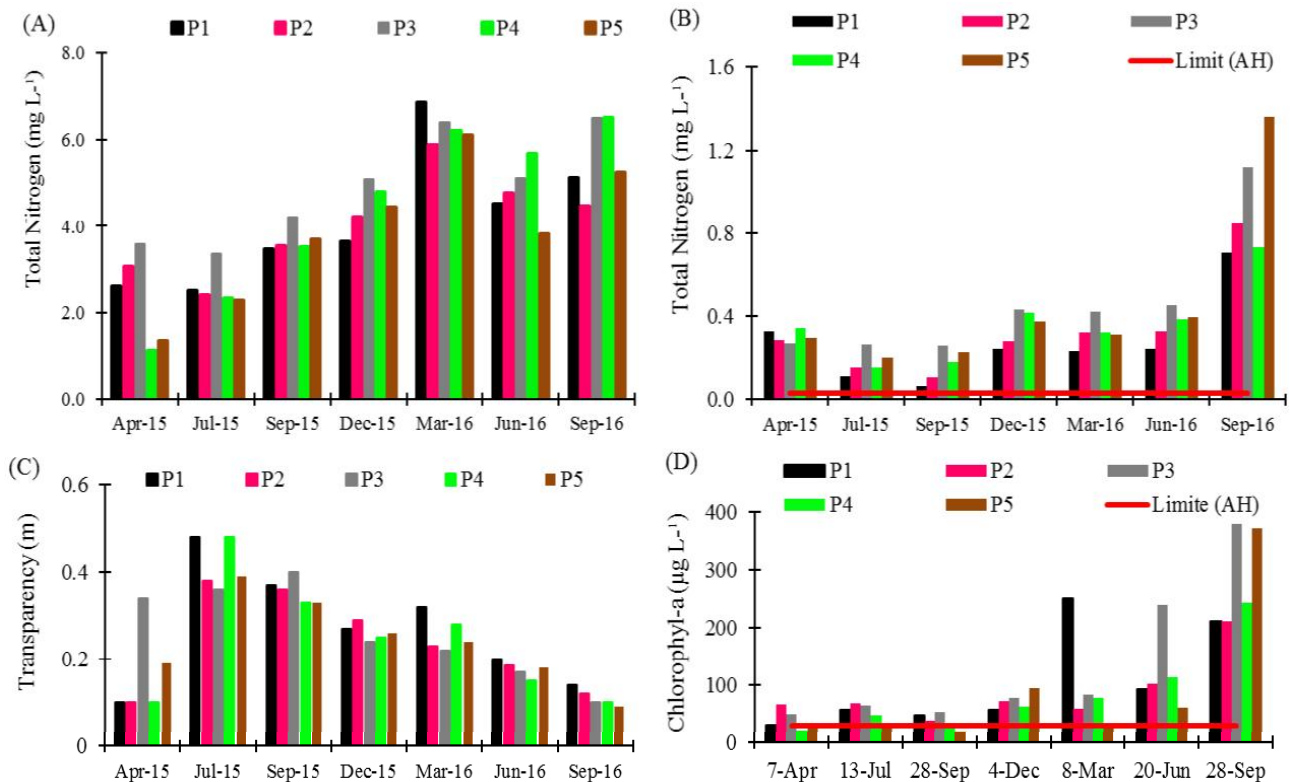 (A)
P1 P2 P3 P4 P5
Total Nitrogen (mg L-¹)
8.0
6.0
4.0
2.0
0.0
Apr-15 Jul-15 Sep-15 Dec-15 Mar-16 Jun-16 Sep-16
(B)
P1 P2 P3
P4 P5 Limit (AH)
Total Nitrogen (mg L-¹)
1.6
1.2
0.8
0.4
0.0
Apr-15 Jul-15 Sep-15 Dec-15 Mar-16 Jun-16 Sep-16
(C)
P1 P2 P3 P4 P5
Transparency (m)
0.6
0.4
0.2
0
Apr-15 Jul-15 Sep-15 Dec-15 Mar-16 Jun-16 Sep-16
(D)
P1 P2 P3
P4 P5 Limite (AH)
Chlorophyl-a (µg L-¹)
400
300
200
100
0
7-Apr 13-Jul 28-Sep 4-Dec 8-Mar 20-Jun 28-Sep